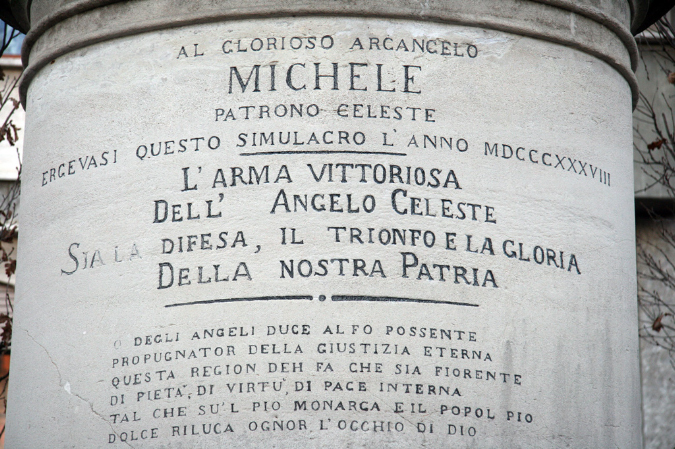 AL CLORIOSO ARCANCELO
MICHELE
PATRONO CELESTE
ERGEVASI QUESTO SIMULACRO L'ANNO MDCCCXXXVIII
L'ARMA VITTORIOSA
DELL' ANGELO CELESTE
SIA LA DIFESA, IL TRIONFO E LA GLORIA
DELLA NOSTRA PATRIA
O DEGLI ANGELI DUCE ALFO POSSENTE
PROPUGNATOR DELLA GIUSTIZIA ETERNA
QUESTA REGION DEH FA CHE SIA FIORENTE
DI PIETA', DI VIRTU', DI PACE INTERNA
TAL CHE SU'L PIO MONARCA E IL POPOL PIO
DOLCE RILUCA OGNOR L'OCCHIO DI DIO